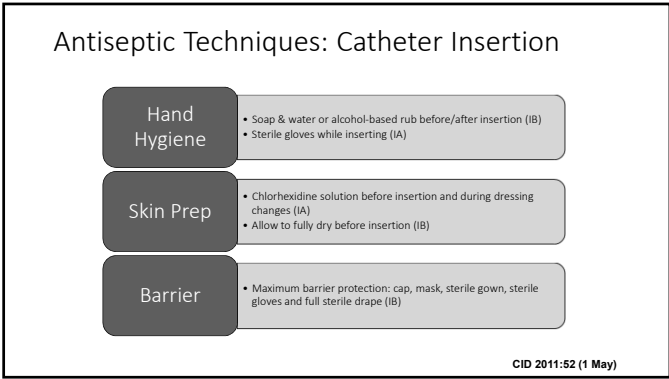 Antiseptic Techniques: Catheter Insertion
Hand
Hygiene
• Soap & water or alcohol-based rub before/after insertion (IB)
• Sterile gloves while inserting (IA)
Skin Prep
• Chlorhexidine solution before insertion and during dressing
changes (IA)
• Allow to fully dry before insertion (IB)
Barrier
• Maximum barrier protection: cap, mask, sterile gown, sterile
gloves and full sterile drape (IB)
CID 2011:52 (1 May)